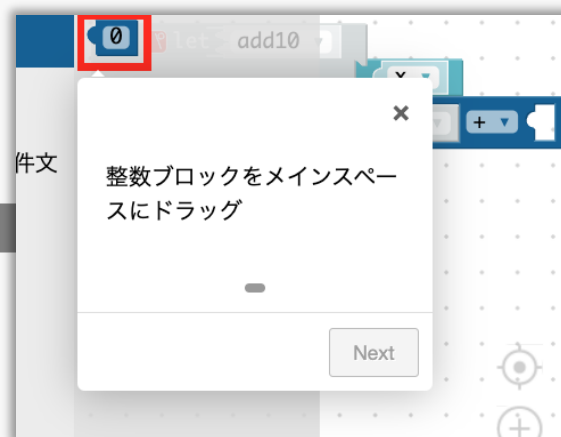 0
let add10
x
+
×
件文
整数ブロックをメインスペー
スにドラッグ
Next